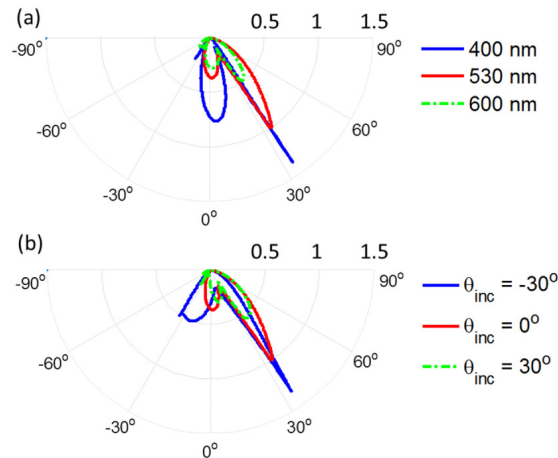 (a)
0.5 1 1.5
-90° 90°
-60° 60°
-30° 30°
0°
400 nm
530 nm
600 nm
(b)
0.5 1 1.5
-90° 90°
-60° 60°
-30° 30°
0°
θinc = -30°
θinc = 0°
θinc = 30°